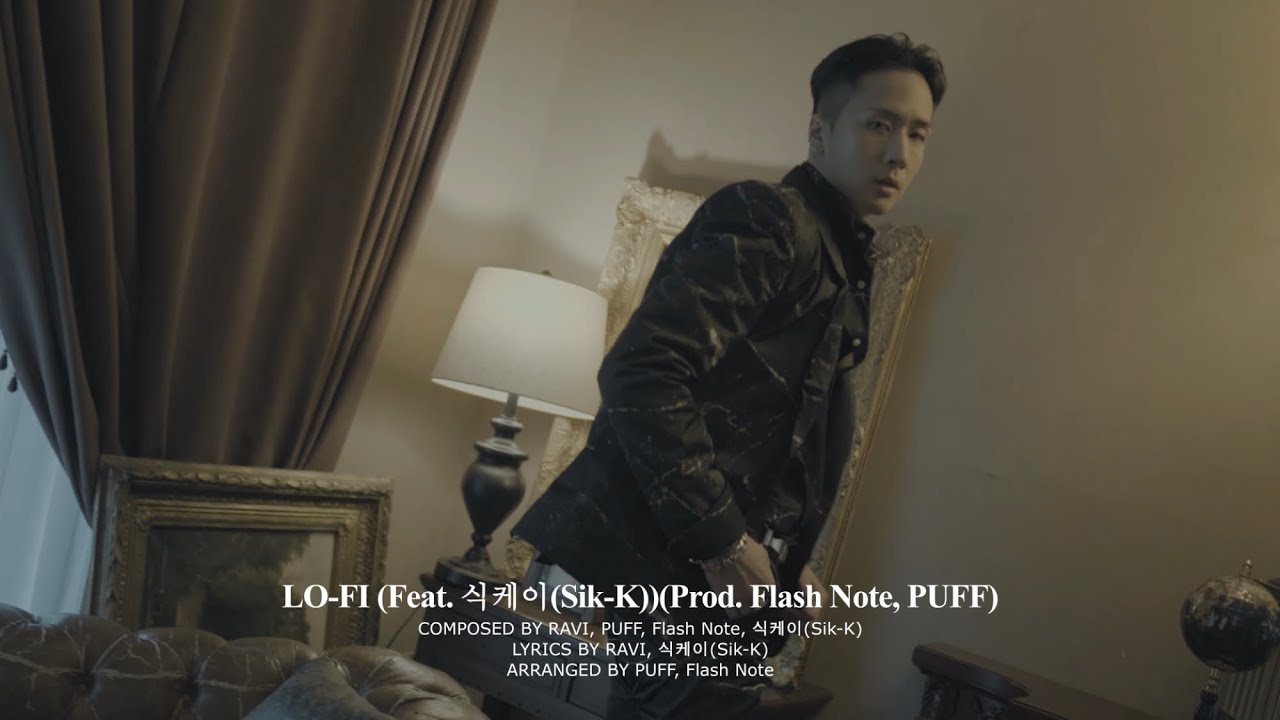 LO-FI (Feat. 식케이(Sik-K))(Prod. Flash Note, PUFF)
COMPOSED BY RAVI, PUFF, Flash Note, 식케이(Sik-K)
LYRICS BY RAVI, 식케이(Sik-K)
ARRANGED BY PUFF, Flash Note